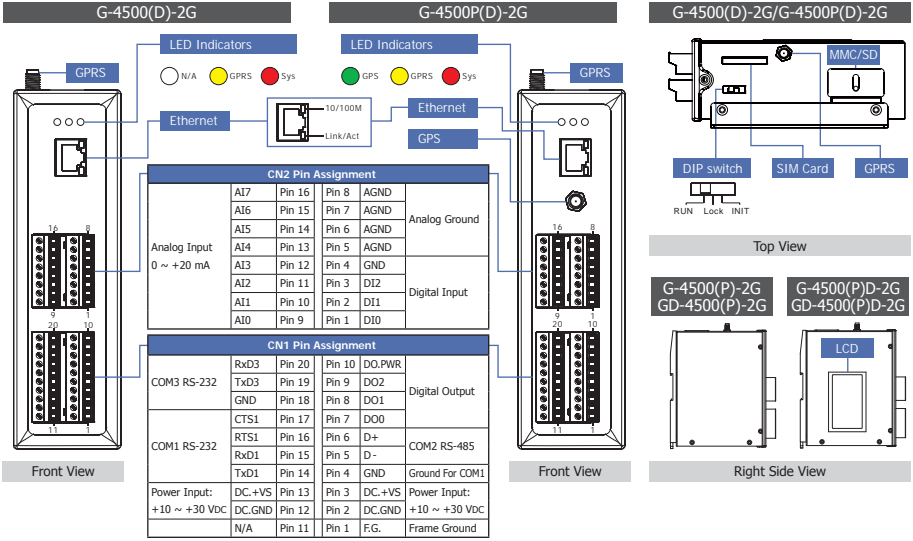 G-4500(D)-2G
G-4500P(D)-2G
G-4500(D)-2G/G-4500P(D)-2G
LED Indicators
LED Indicators
GPRS
N/A GPRS Sys
GPS GPRS Sys
GPRS
MMC/SD
Ethernet
10/100M
Link/Act
Ethernet
GPS
DIP switch
SIM Card
GPRS
RUN Lock INIT
Top View
CN2 Pin Assignment
Analog Input
0 ~ +20 mA
AI7 Pin 16 Pin 8 AGND
AI6 Pin 15 Pin 7 AGND
AI5 Pin 14 Pin 6 AGND
AI4 Pin 13 Pin 5 AGND
Analog Ground
AI3 Pin 12 Pin 4 GND
AI2 Pin 11 Pin 3 DI2
AI1 Pin 10 Pin 2 DI1
AI0 Pin 9 Pin 1 DI0
Digital Input
16 8
9 1
20 10
11 1
16 8
9 1
20 10
11 1
CN1 Pin Assignment
COM3 RS-232
RxD3 Pin 20 Pin 10 DO.PWR
TxD3 Pin 19 Pin 9 DO2
GND Pin 18 Pin 8 DO1
Digital Output
CTS1 Pin 17 Pin 7 DO0
COM1 RS-232
RTS1 Pin 16 Pin 6 D+
RxD1 Pin 15 Pin 5 D-
COM2 RS-485
TxD1 Pin 14 Pin 4 GND Ground For COM1
Power Input: DC.+VS Pin 13 Pin 3 DC.+VS Power Input:
+10 ~ +30 VDC DC.GND Pin 12 Pin 2 DC.GND +10 ~ +30 VDC
N/A Pin 11 Pin 1 F.G. Frame Ground
Front View
Front View
G-4500(P)-2G
GD-4500(P)-2G
G-4500(P)D-2G
GD-4500(P)D-2G
LCD
Right Side View